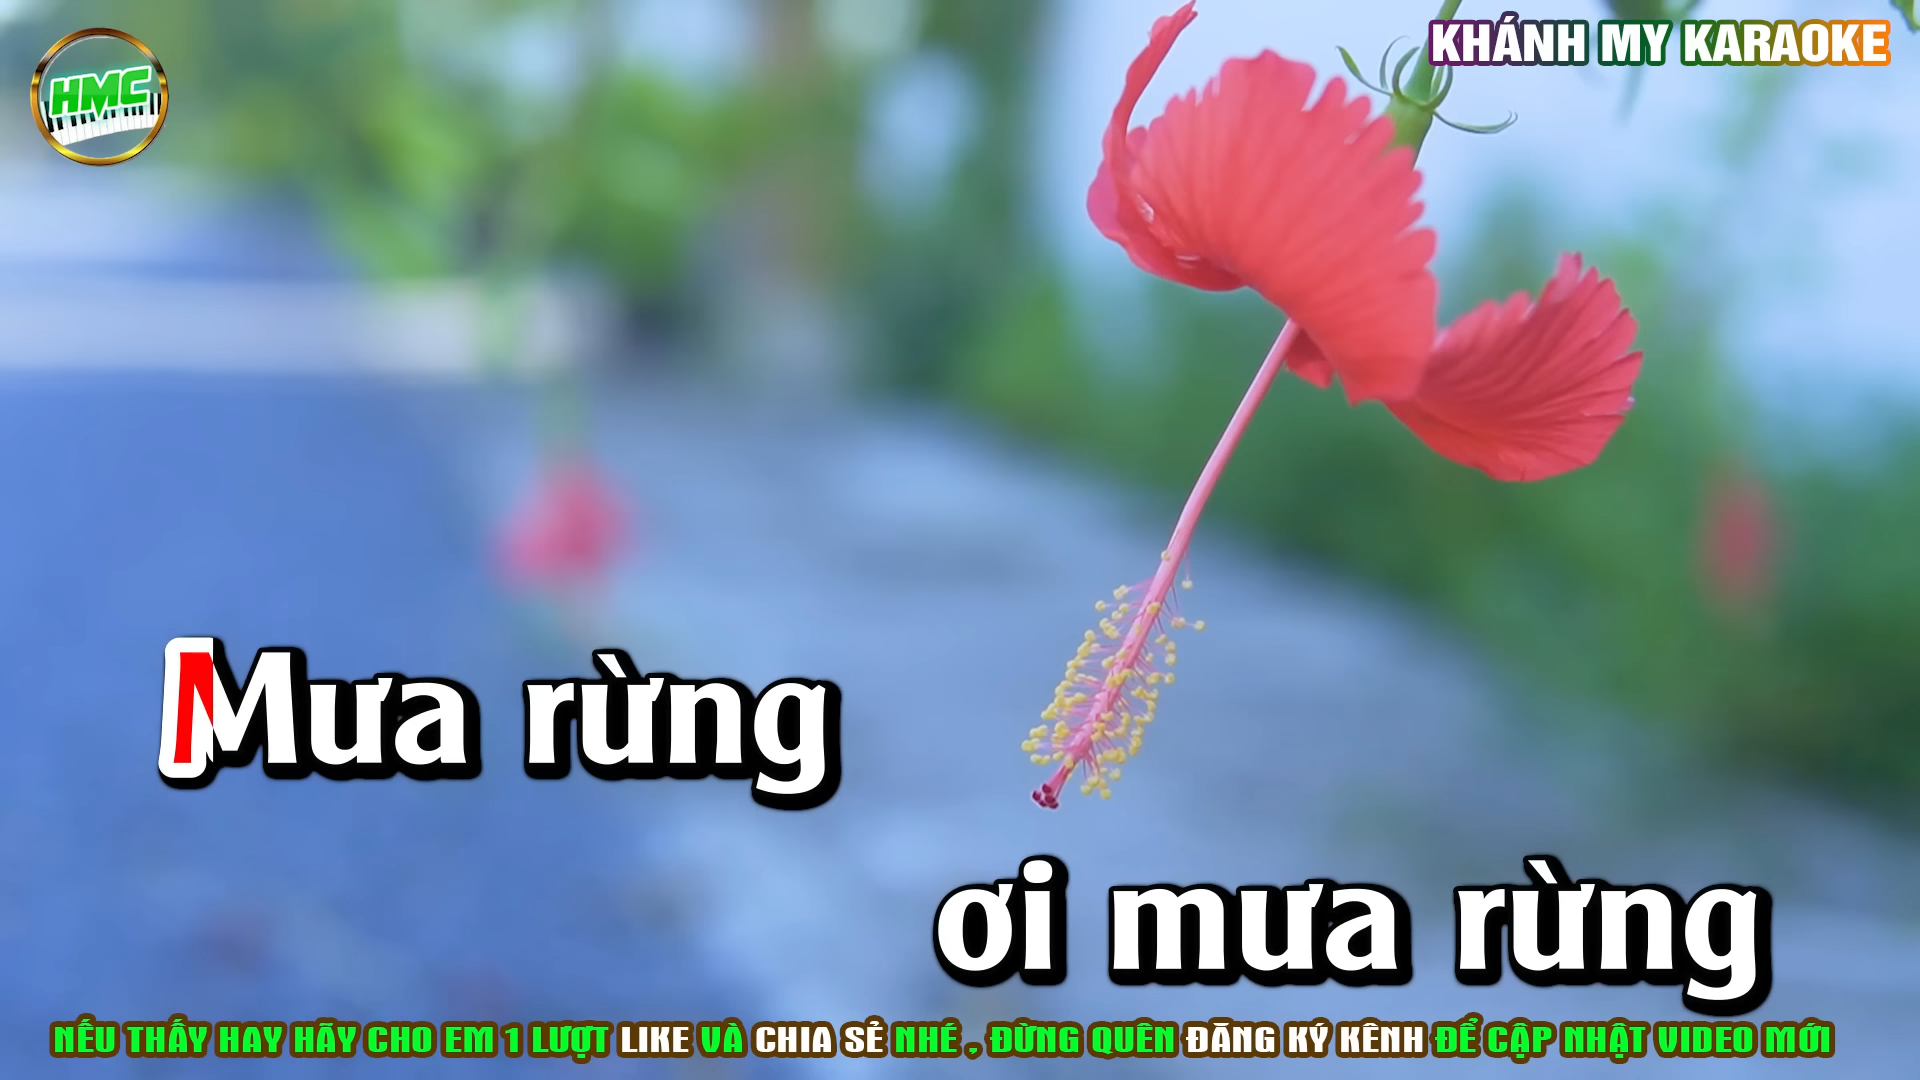 KHÁNH MY KARAOKE
HMC
Mưa rừng
ơi mưa rừng
NẾU THẤY HAY HÃY CHO EM 1 LƯỢT LIKE VÀ CHIA SẺ NHÉ , ĐỪNG QUÊN ĐĂNG KÝ KÊNH ĐỂ CẬP NHẬT VIDEO MỚI